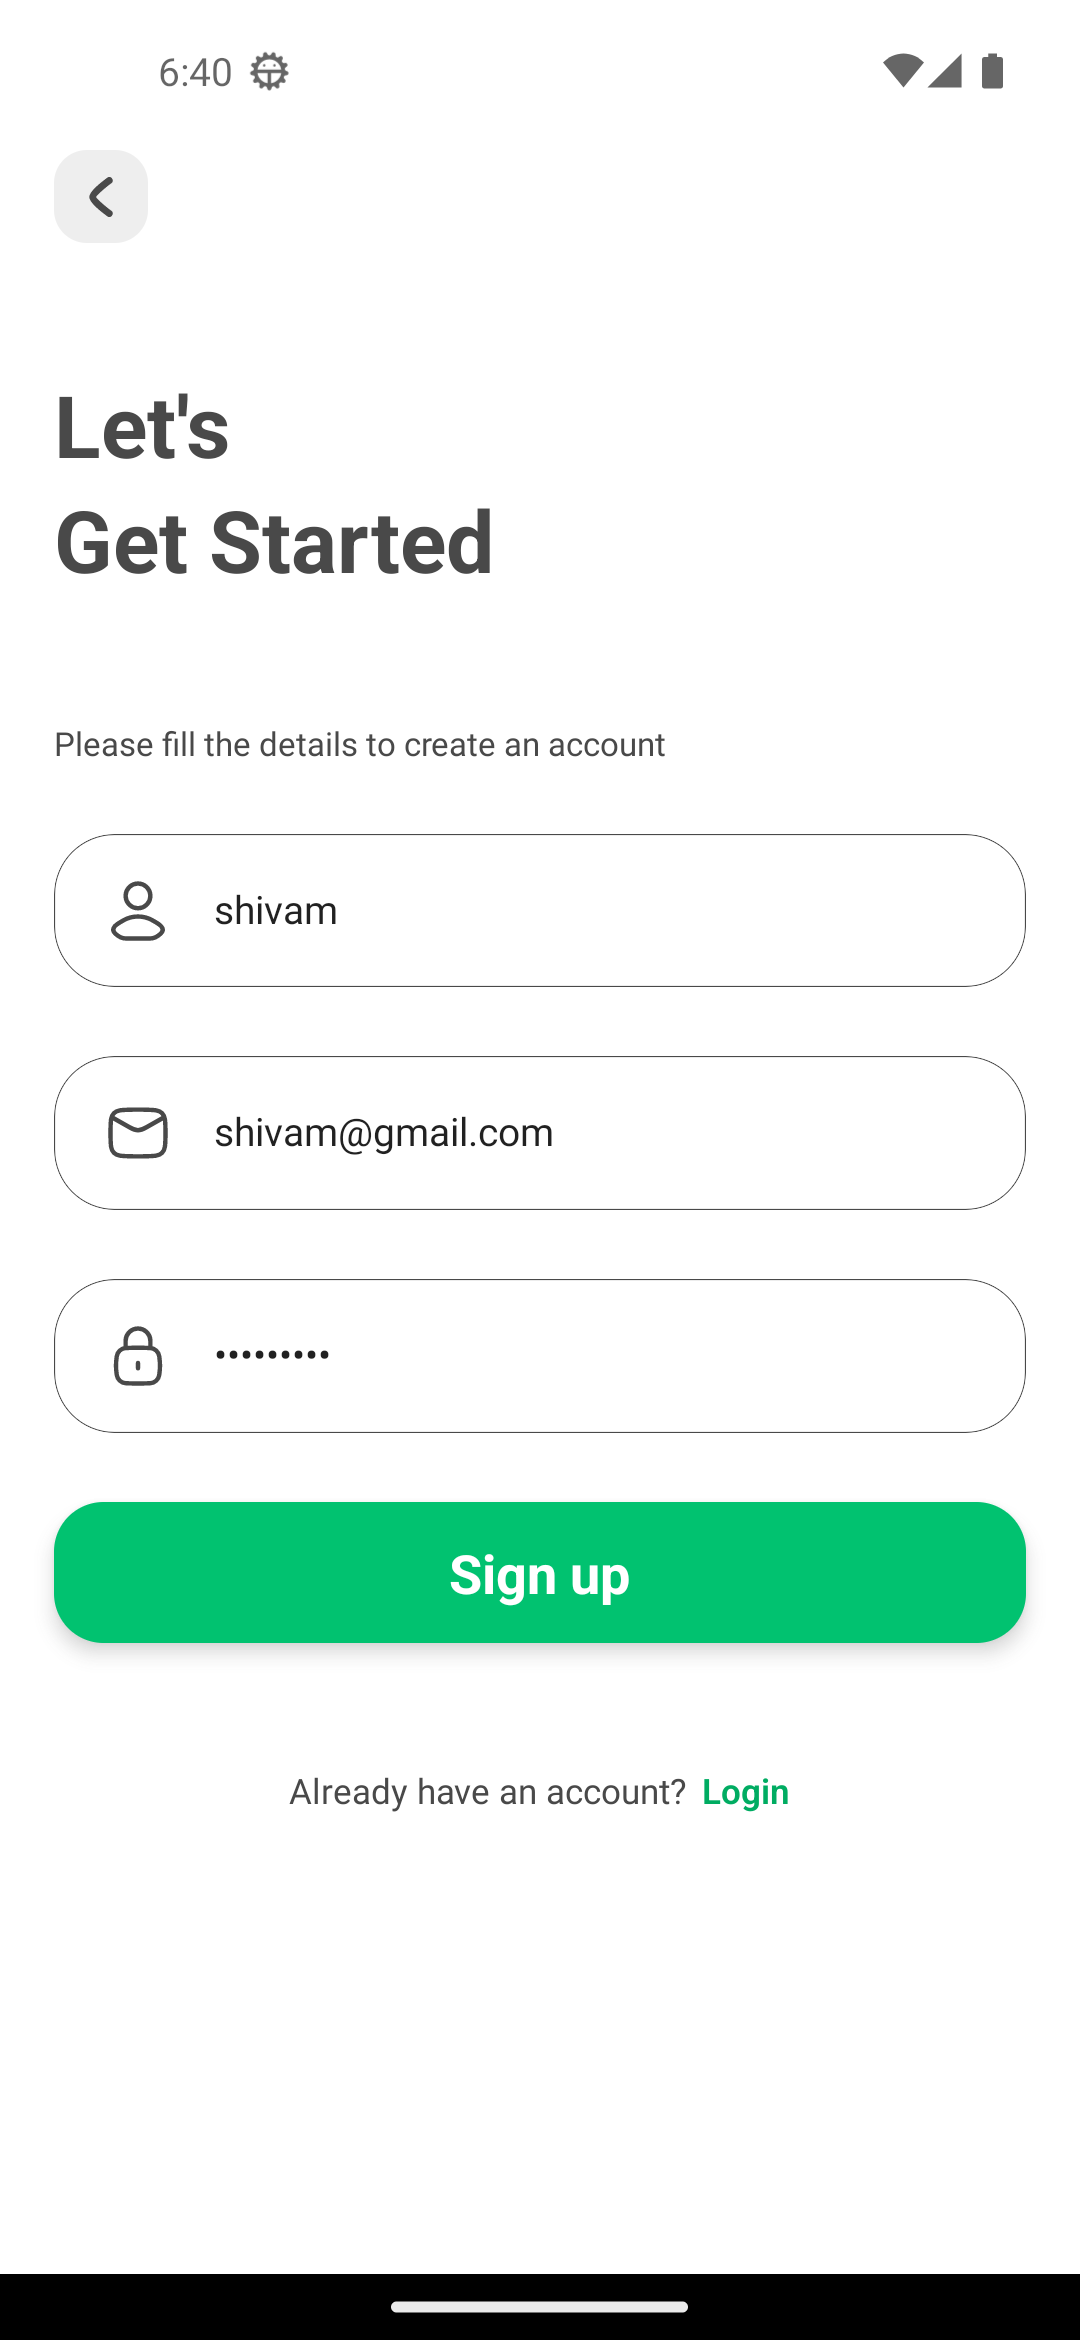 6:40
Let's
Get Started
Please fill the details to create an account
shivam
shivam@gmail.com
•••••••••
Sign up
Already have an account? Login